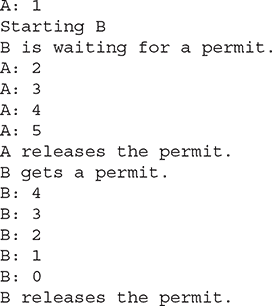 A: 1
Starting B
B is waiting for a permit.
A: 2
A: 3
A: 4
A: 5
A releases the permit.
B gets a permit.
B: 4
B: 3
B: 2
B: 1
B: 0
B releases the permit.